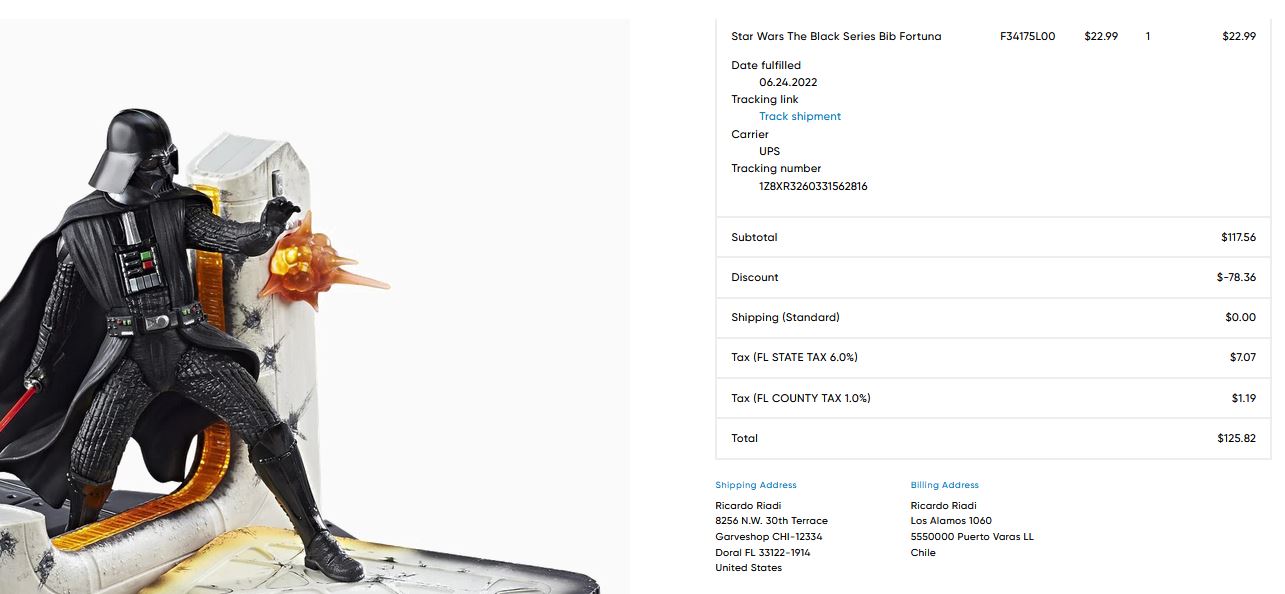 Star Wars The Black Series Bib Fortuna F34175L00 $22.99 1 $22.99
Date fulfilled
06.24.2022
Tracking link
Track shipment
Carrier
UPS
Tracking number
1Z8XR3260331562816
Subtotal $117.56
Discount $-78.36
Shipping (Standard) $0.00
Tax (FL STATE TAX 6.0%) $7.07
Tax (FL COUNTY TAX 1.0%) $1.19
Total $125.82
Shipping Address
Ricardo Riadi
8256 N.W. 30th Terrace
Garveshop CHI-12334
Doral FL 33122-1914
United States
Billing Address
Ricardo Riadi
Los Alamos 1060
5550000 Puerto Varas LL
Chile